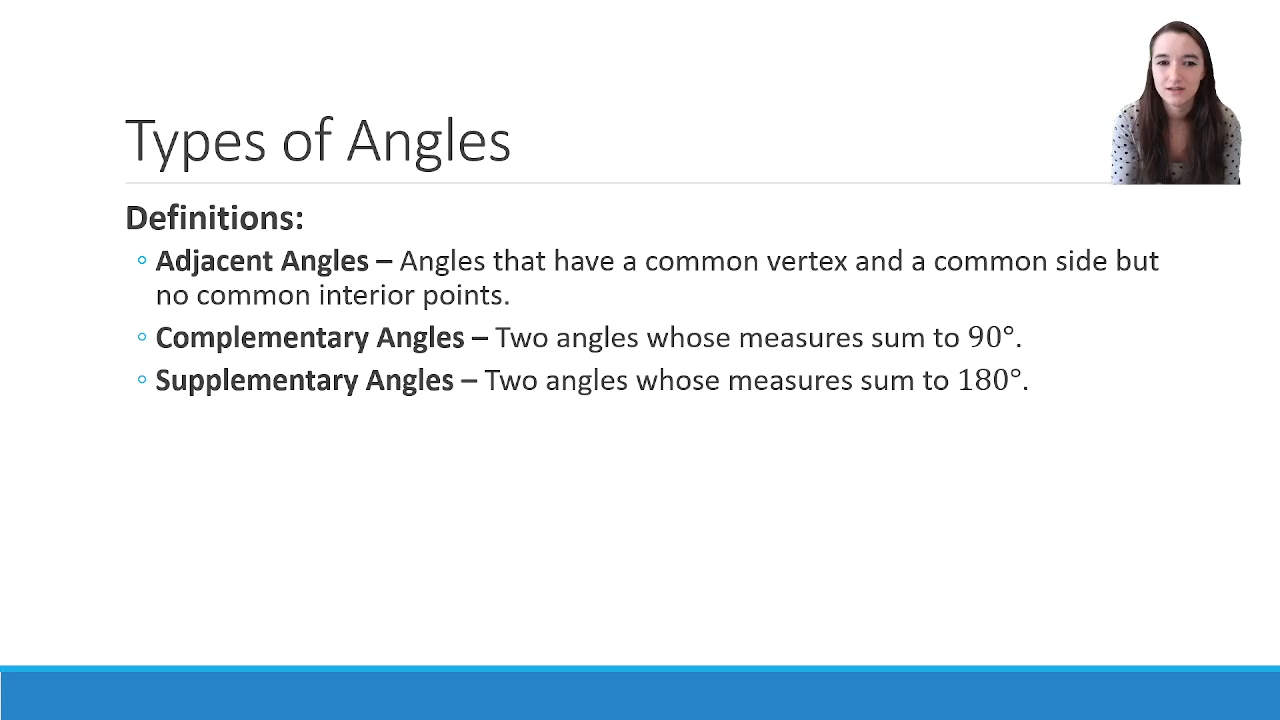 Types of Angles
Definitions:
◦ Adjacent Angles – Angles that have a common vertex and a common side but
no common interior points.
◦ Complementary Angles – Two angles whose measures sum to 90°.
◦ Supplementary Angles – Two angles whose measures sum to 180°.